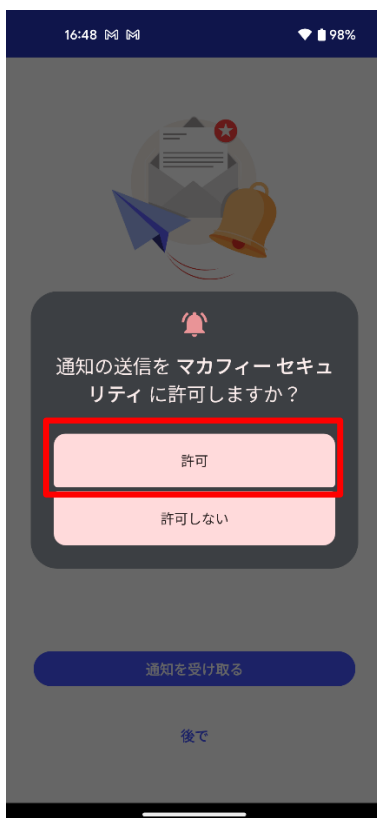 16:48 98%
通知の送信を マカフィー セキュ
リティ に許可しますか？
許可
許可しない
通知を受け取る
後で